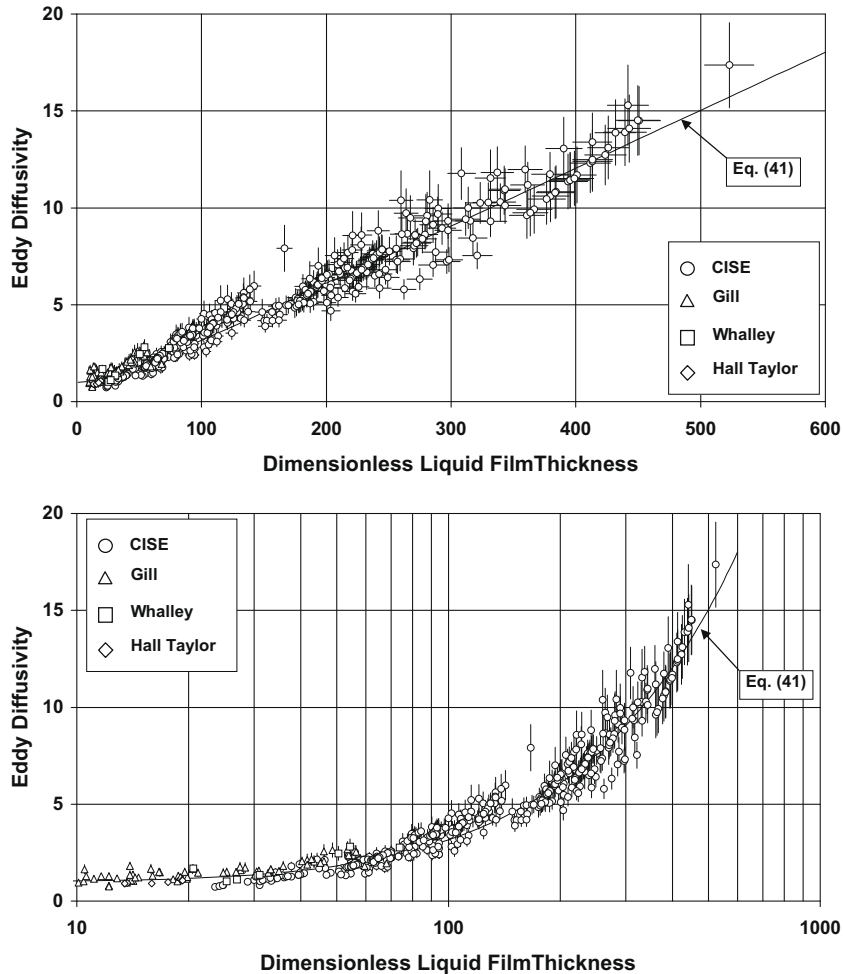 20
15
10
5
0
Eddy Diffusivity
Eq. (41)
CISE
Gill
Whalley
Hall Taylor
0 100 200 300 400 500 600
Dimensionless Liquid FilmThickness
20
15
10
5
0
Eddy Diffusivity
CISE
Gill
Whalley
Hall Taylor
Eq. (41)
10 100 1000
Dimensionless Liquid FilmThickness